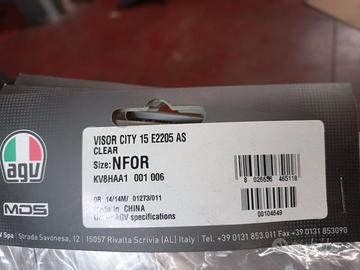 VISOR CITY 15 E2205 AS
CLEAR
Size: NFOR
KV8HAA1 001 006
OR 14/14M/ 01273/011
Made in CHINA
AGV specifications
8 026656 465118
00104649
agv
MDS
Spa / Strada Savonesa, 12 / 15057 Rivalta Scrivia (AL) Italy / Tel. +39 0131 853.011 Fax +39 0131 853090